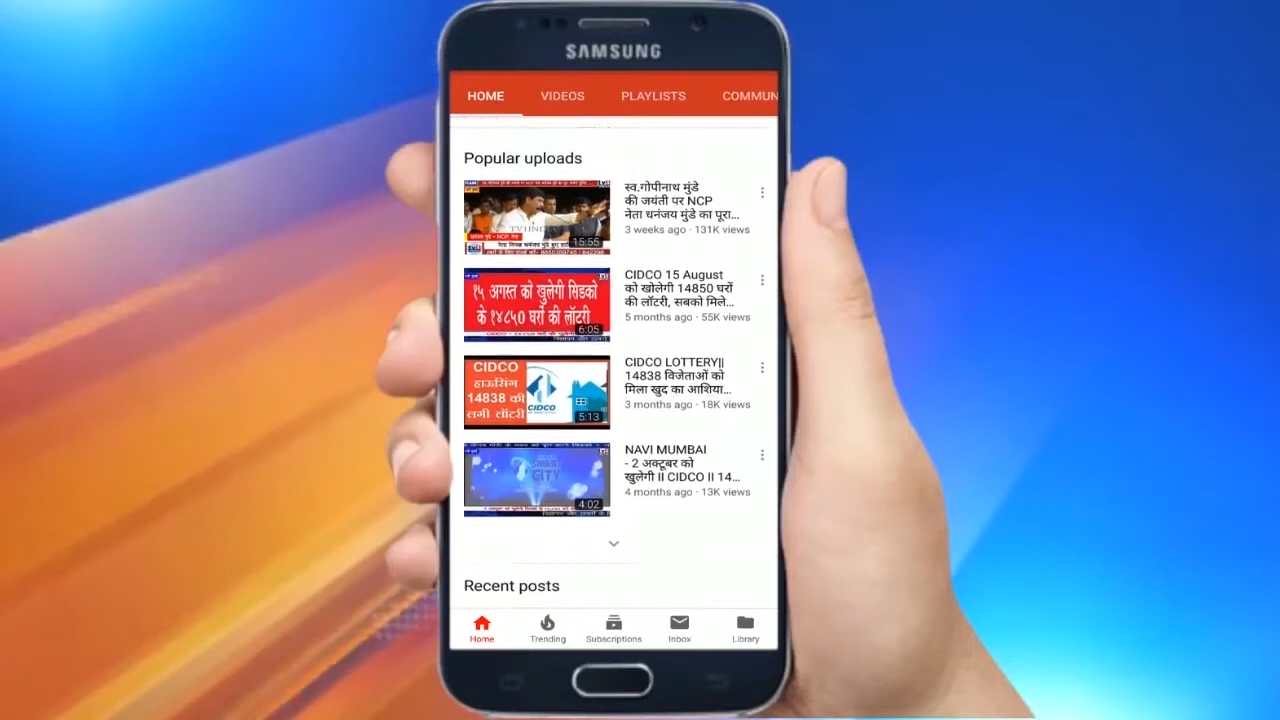 SAMSUNG
HOME VIDEOS PLAYLISTS COMMUN
Popular uploads
15:55
स्व.गोपीनाथ मुंडे
की जयंती पर NCP
नेता धनंजय मुंडे का पूरा...
3 weeks ago · 131K views
१५ अगस्त को खुलेगी सिडको
के १४८५० घरों की लॉटरी
6:05
CIDCO 15 August
को खोलेगी 14850 घरों
की लॉटरी, सबको मिले...
5 months ago · 55K views
CIDCO
हाऊसिंग
14838 की
लगी लॉटरी
CIDCO
5:13
CIDCO LOTTERY||
14838 विजेताओं को
मिला खुद का आशिया...
3 months ago · 18K views
SMART
CITY
4:02
NAVI MUMBAI
- 2 अक्टूबर को
खुलेगी II CIDCO II 14...
4 months ago · 13K views
Recent posts
Home Trending Subscriptions Inbox Library